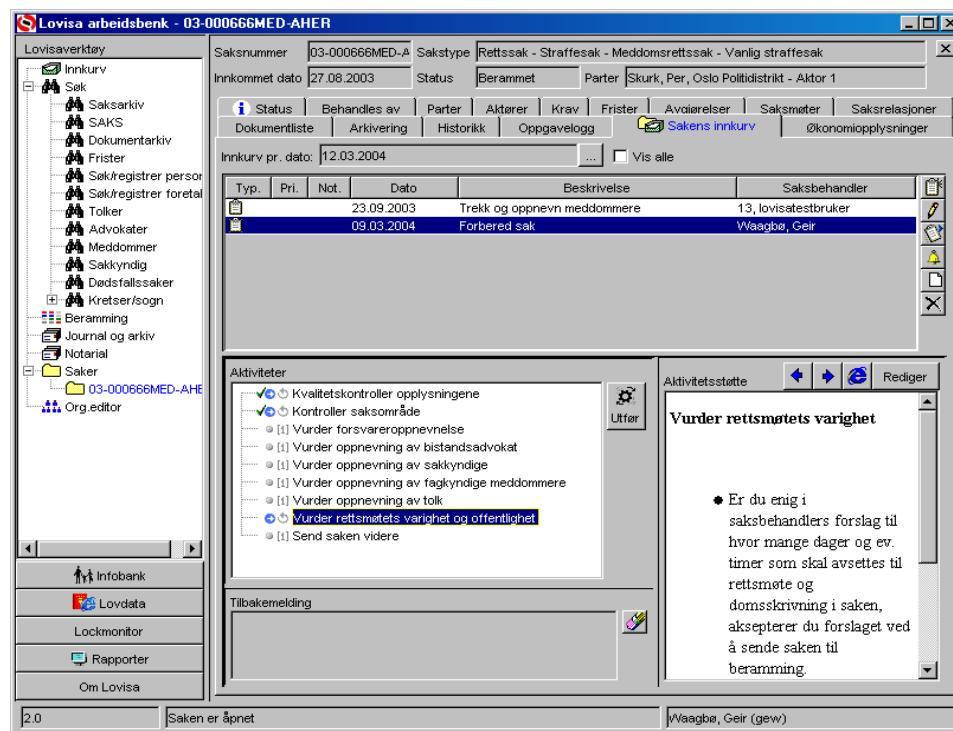 Lovisa arbeidsbenk - 03-000666MED-AHER
Lovisaverktøy
Innkurv
Søk
Saksarkiv
SAKS
Dokumentarkiv
Frister
Søk/registrer person
Søk/registrer foretal
Tolker
Advokater
Meddommer
Sakkyndig
Dødsfallssaker
Kretser/sogn
Beramming
Journal og arkiv
Notarial
Saker
03-000666MED-AHE
Org.editor
Infobank
Lovdata
Lockmonitor
Rapporter
Om Lovisa
Saksnummer 03-000666MED-A Sakstype Rettssak - Straffesak - Meddomsrettssak - Vanlig straffesak
Innkommet dato 27.08.2003 Status Berammet Parter Skurk, Per, Oslo Politidistrikt - Aktor 1
Status Behandles av Parter Aktører Krav Frister Avgjørelser Saksmøter Saksrelasjoner
Dokumentliste Arkivering Historikk Oppgavelogg Sakens innkurv Økonomiopplysninger
Innkurv pr. dato: 12.03.2004 ... Vis alle
Typ. Pri. Not. Dato Beskrivelse Saksbehandler
23.09.2003 Trekk og oppnevn meddommere 13, lovisatestbruker
09.03.2004 Forbered sak Waagbø, Geir
Aktiviteter
Kvalitetskontroller opplysningene
Kontroller saksområde
[1] Vurder forsvareroppnevnelse
[1] Vurder oppnevning av bistandsadvokat
[1] Vurder oppnevning av sakkyndige
[1] Vurder oppnevning av fagkyndige meddommere
[1] Vurder oppnevning av tolk
Vurder rettsmøtets varighet og offentlighet
[1] Send saken videre
Utfør
Tilbakemelding
Aktivitetsstøtte Rediger
Vurder rettsmøtets varighet
Er du enig i
saksbehandlers forslag til
hvor mange dager og ev.
timer som skal avsettes til
rettsmøte og
domsskrivning i saken,
aksepterer du forslaget ved
å sende saken til
beramming.
2.0 Saken er åpnet Waagbø, Geir (gew)